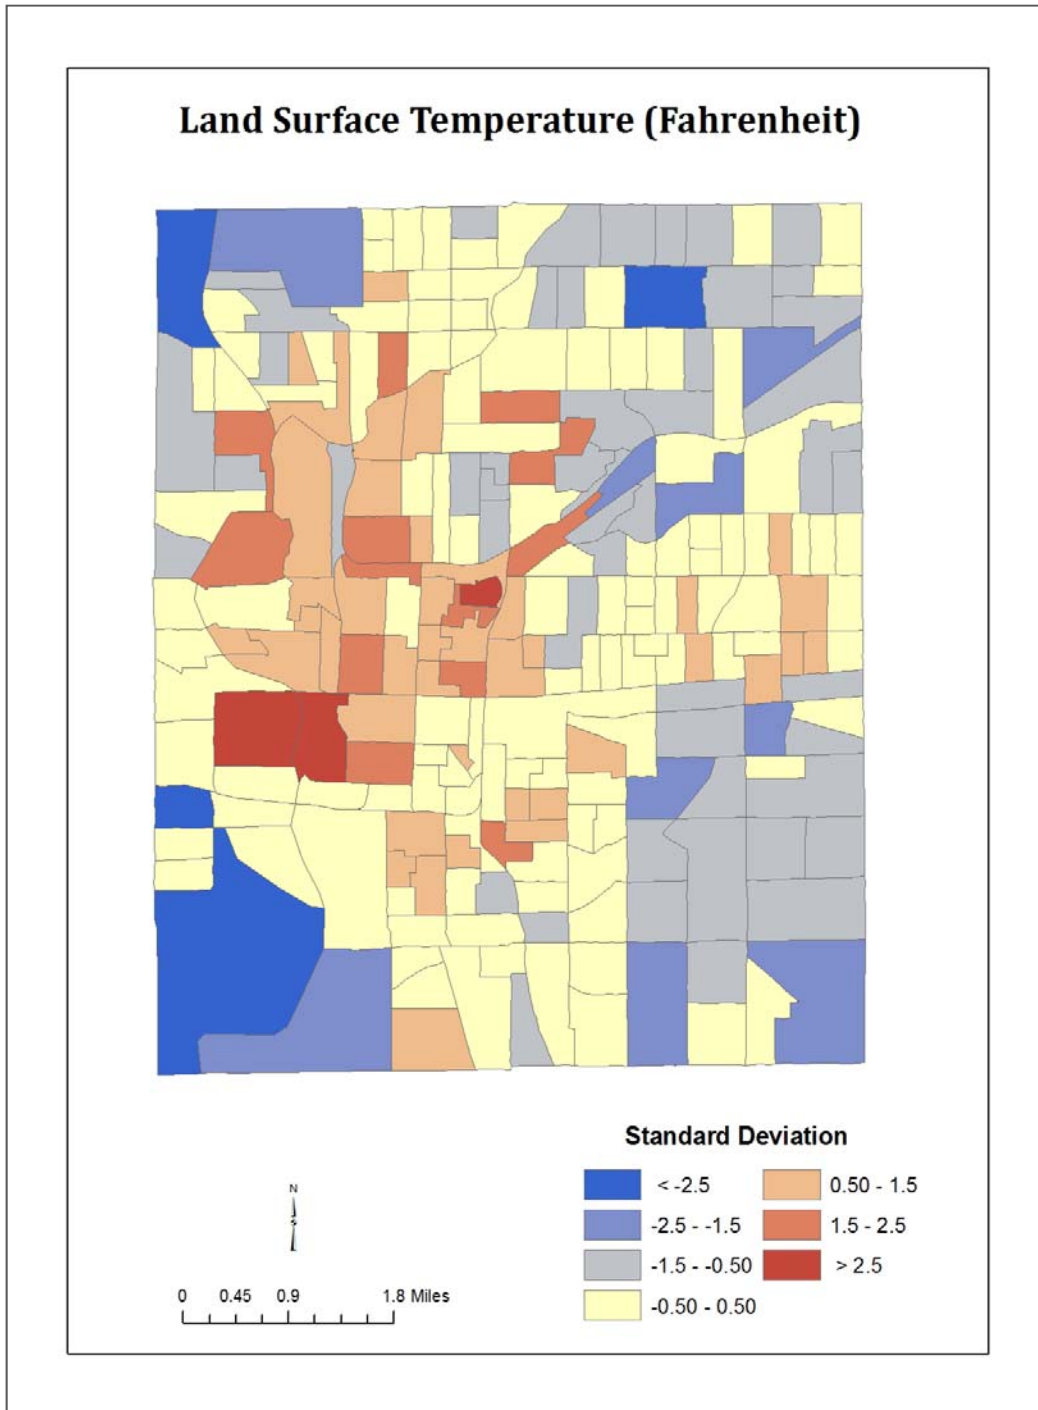 Land Surface Temperature (Fahrenheit)
Standard Deviation
< -2.5
-2.5 - -1.5
-1.5 - -0.50
-0.50 - 0.50
0.50 - 1.5
1.5 - 2.5
> 2.5
N
S
0 0.45 0.9 1.8 Miles